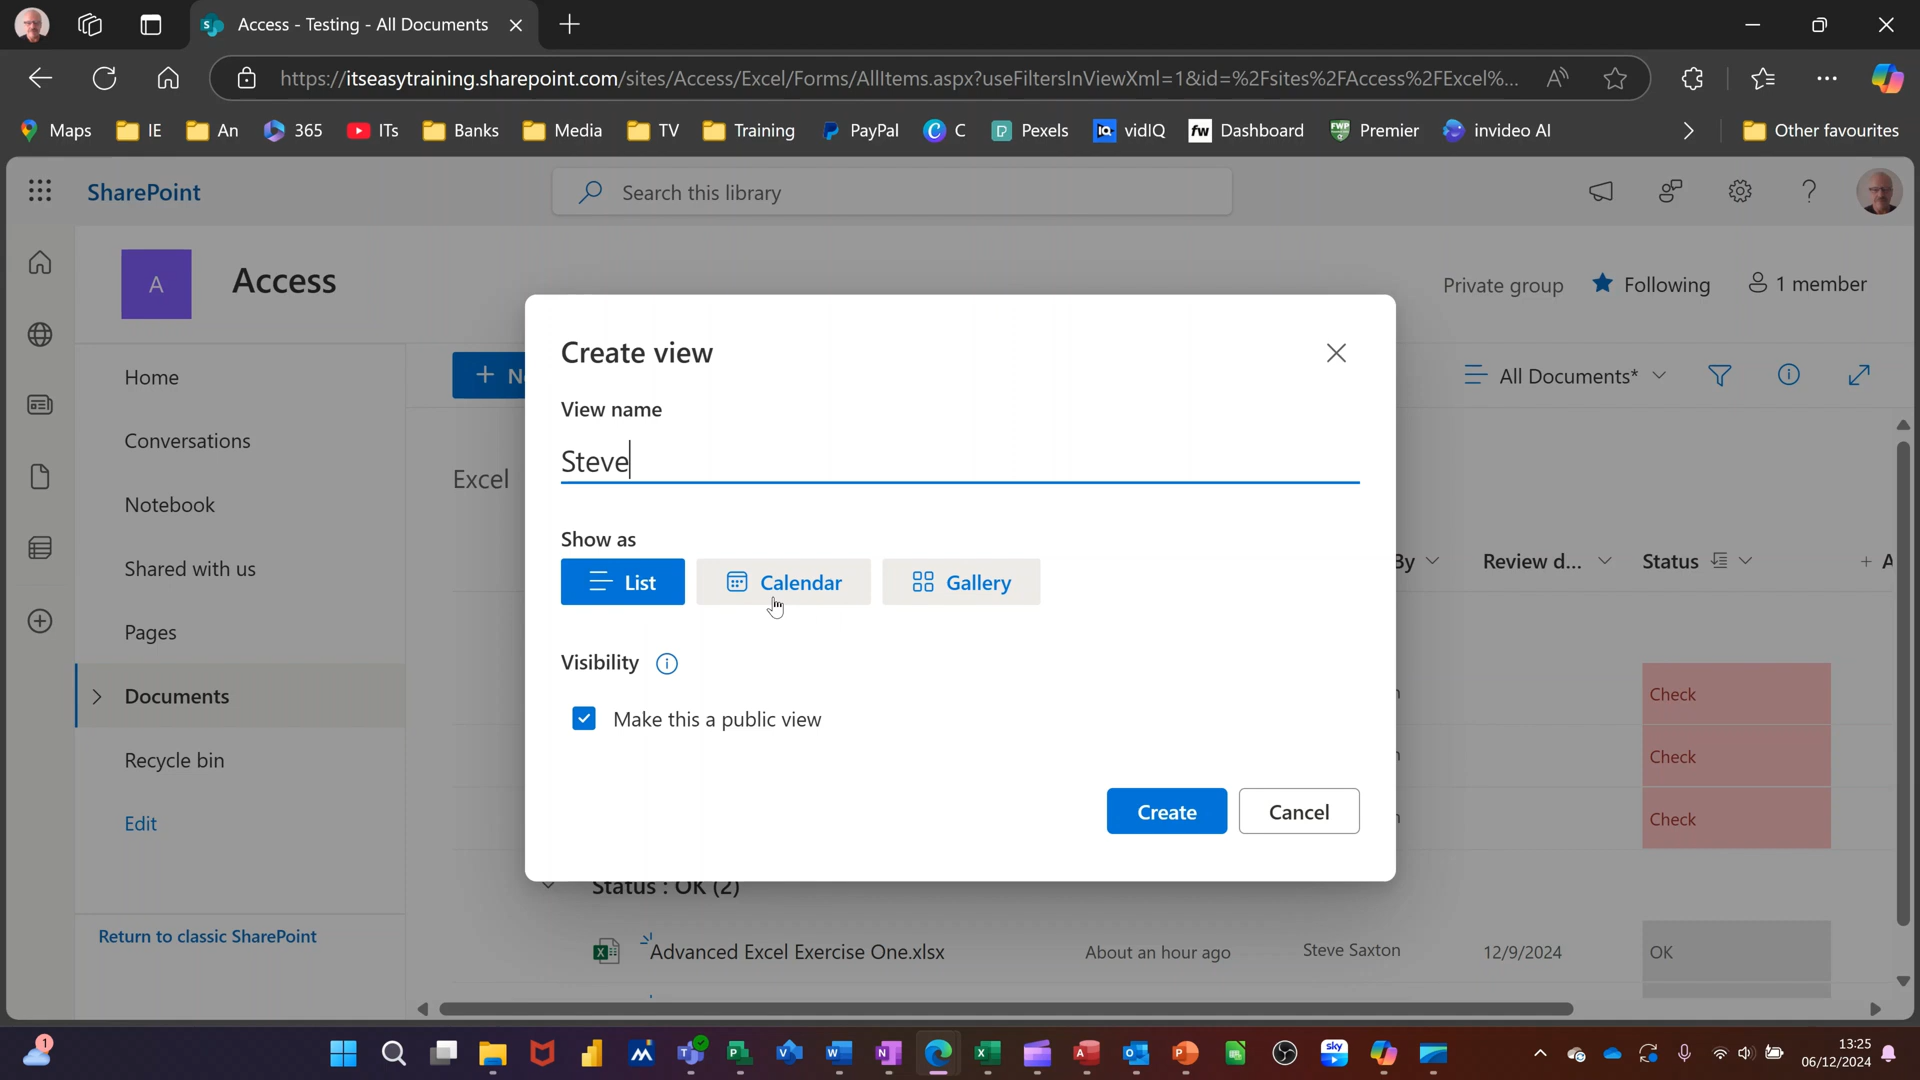 Access - Testing - All Documents
https://itseasytraining.sharepoint.com/sites/Access/Excel/Forms/AllItems.aspx?useFiltersInViewXml=1&id=%2Fsites%2FAccess%2FExcel%...
Maps IE An 365 ITs Banks Media TV Training PayPal C Pexels vidIQ Dashboard Premier invideo AI Other favourites
SharePoint
Search this library
A
Access
Private group
Following
1 member
Home
Conversations
Notebook
Shared with us
Pages
Documents
Recycle bin
Edit
Return to classic SharePoint
All Documents*
Excel
Create view
View name
Steve
Show as
List Calendar Gallery
Visibility
Make this a public view
Create Cancel
By Review d... Status
Check
Check
Check
Status : OK (2)
Advanced Excel Exercise One.xlsx About an hour ago Steve Saxton 12/9/2024 OK
1
sky
13:25
06/12/2024